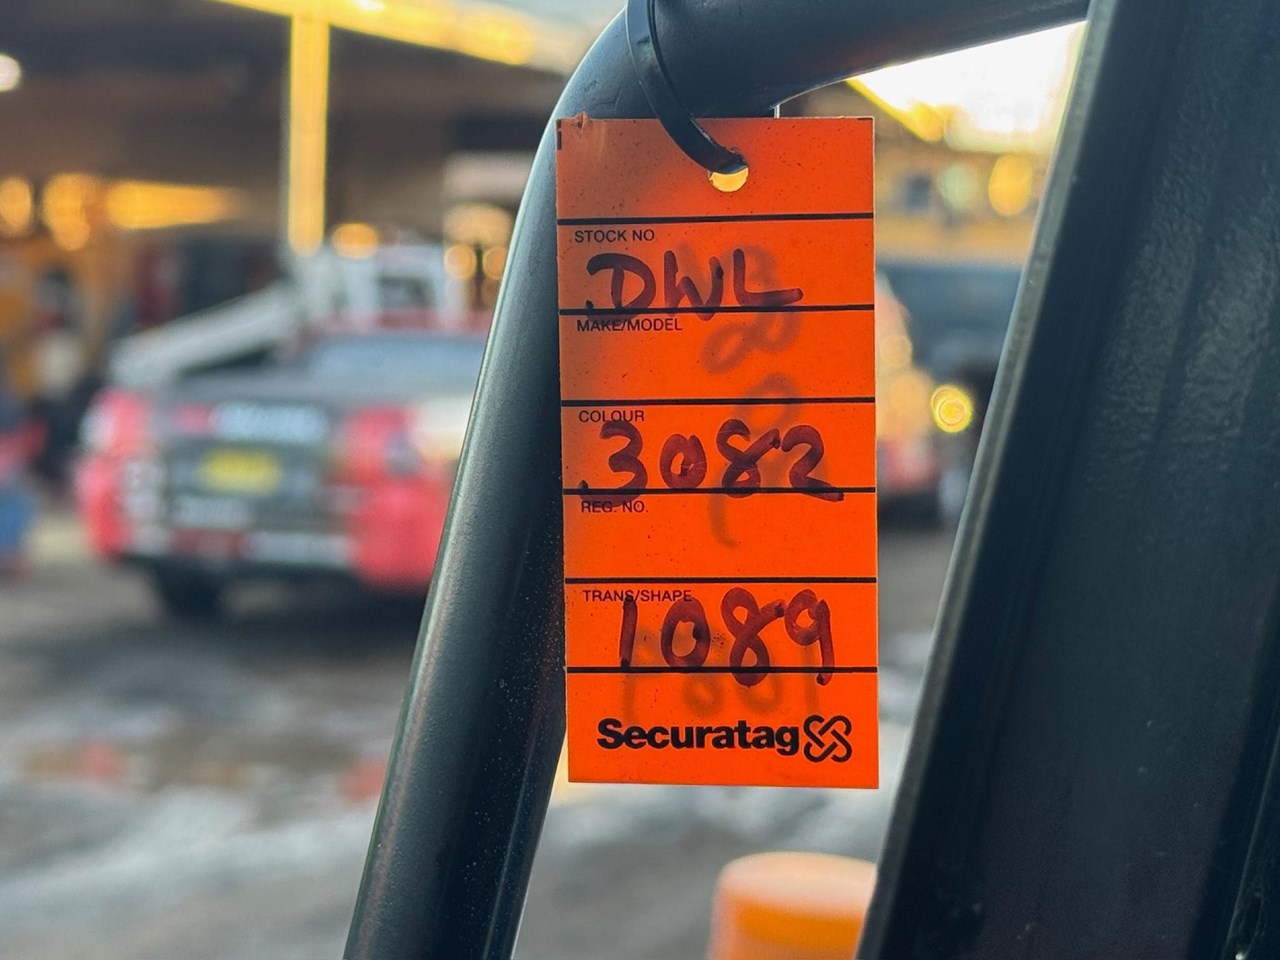 STOCK NO.
DWL
MAKE/MODEL
COLOUR
3082
REG. NO.
TRANS/SHAPE
1089
Securatag